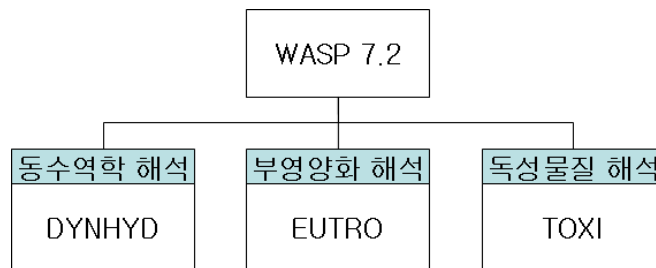 WASP 7.2
동수역학 해석
부영양화 해석
독성물질 해석
DYNHYD
EUTRO
TOXI